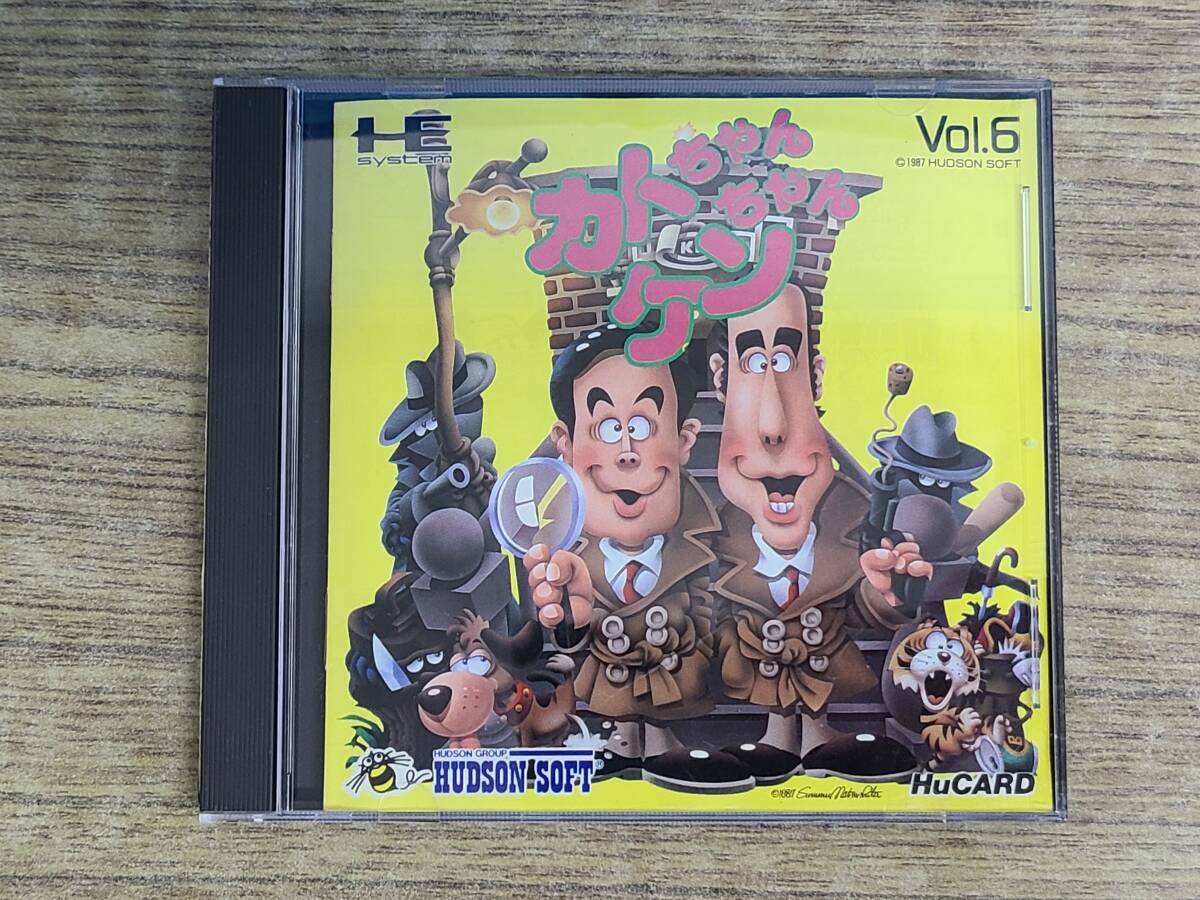 HE
system
カトちゃん
ケンちゃん
Vol.6
©1987 HUDSON SOFT
HUDSON GROUP
HUDSON SOFT®
©1987
HuCARD